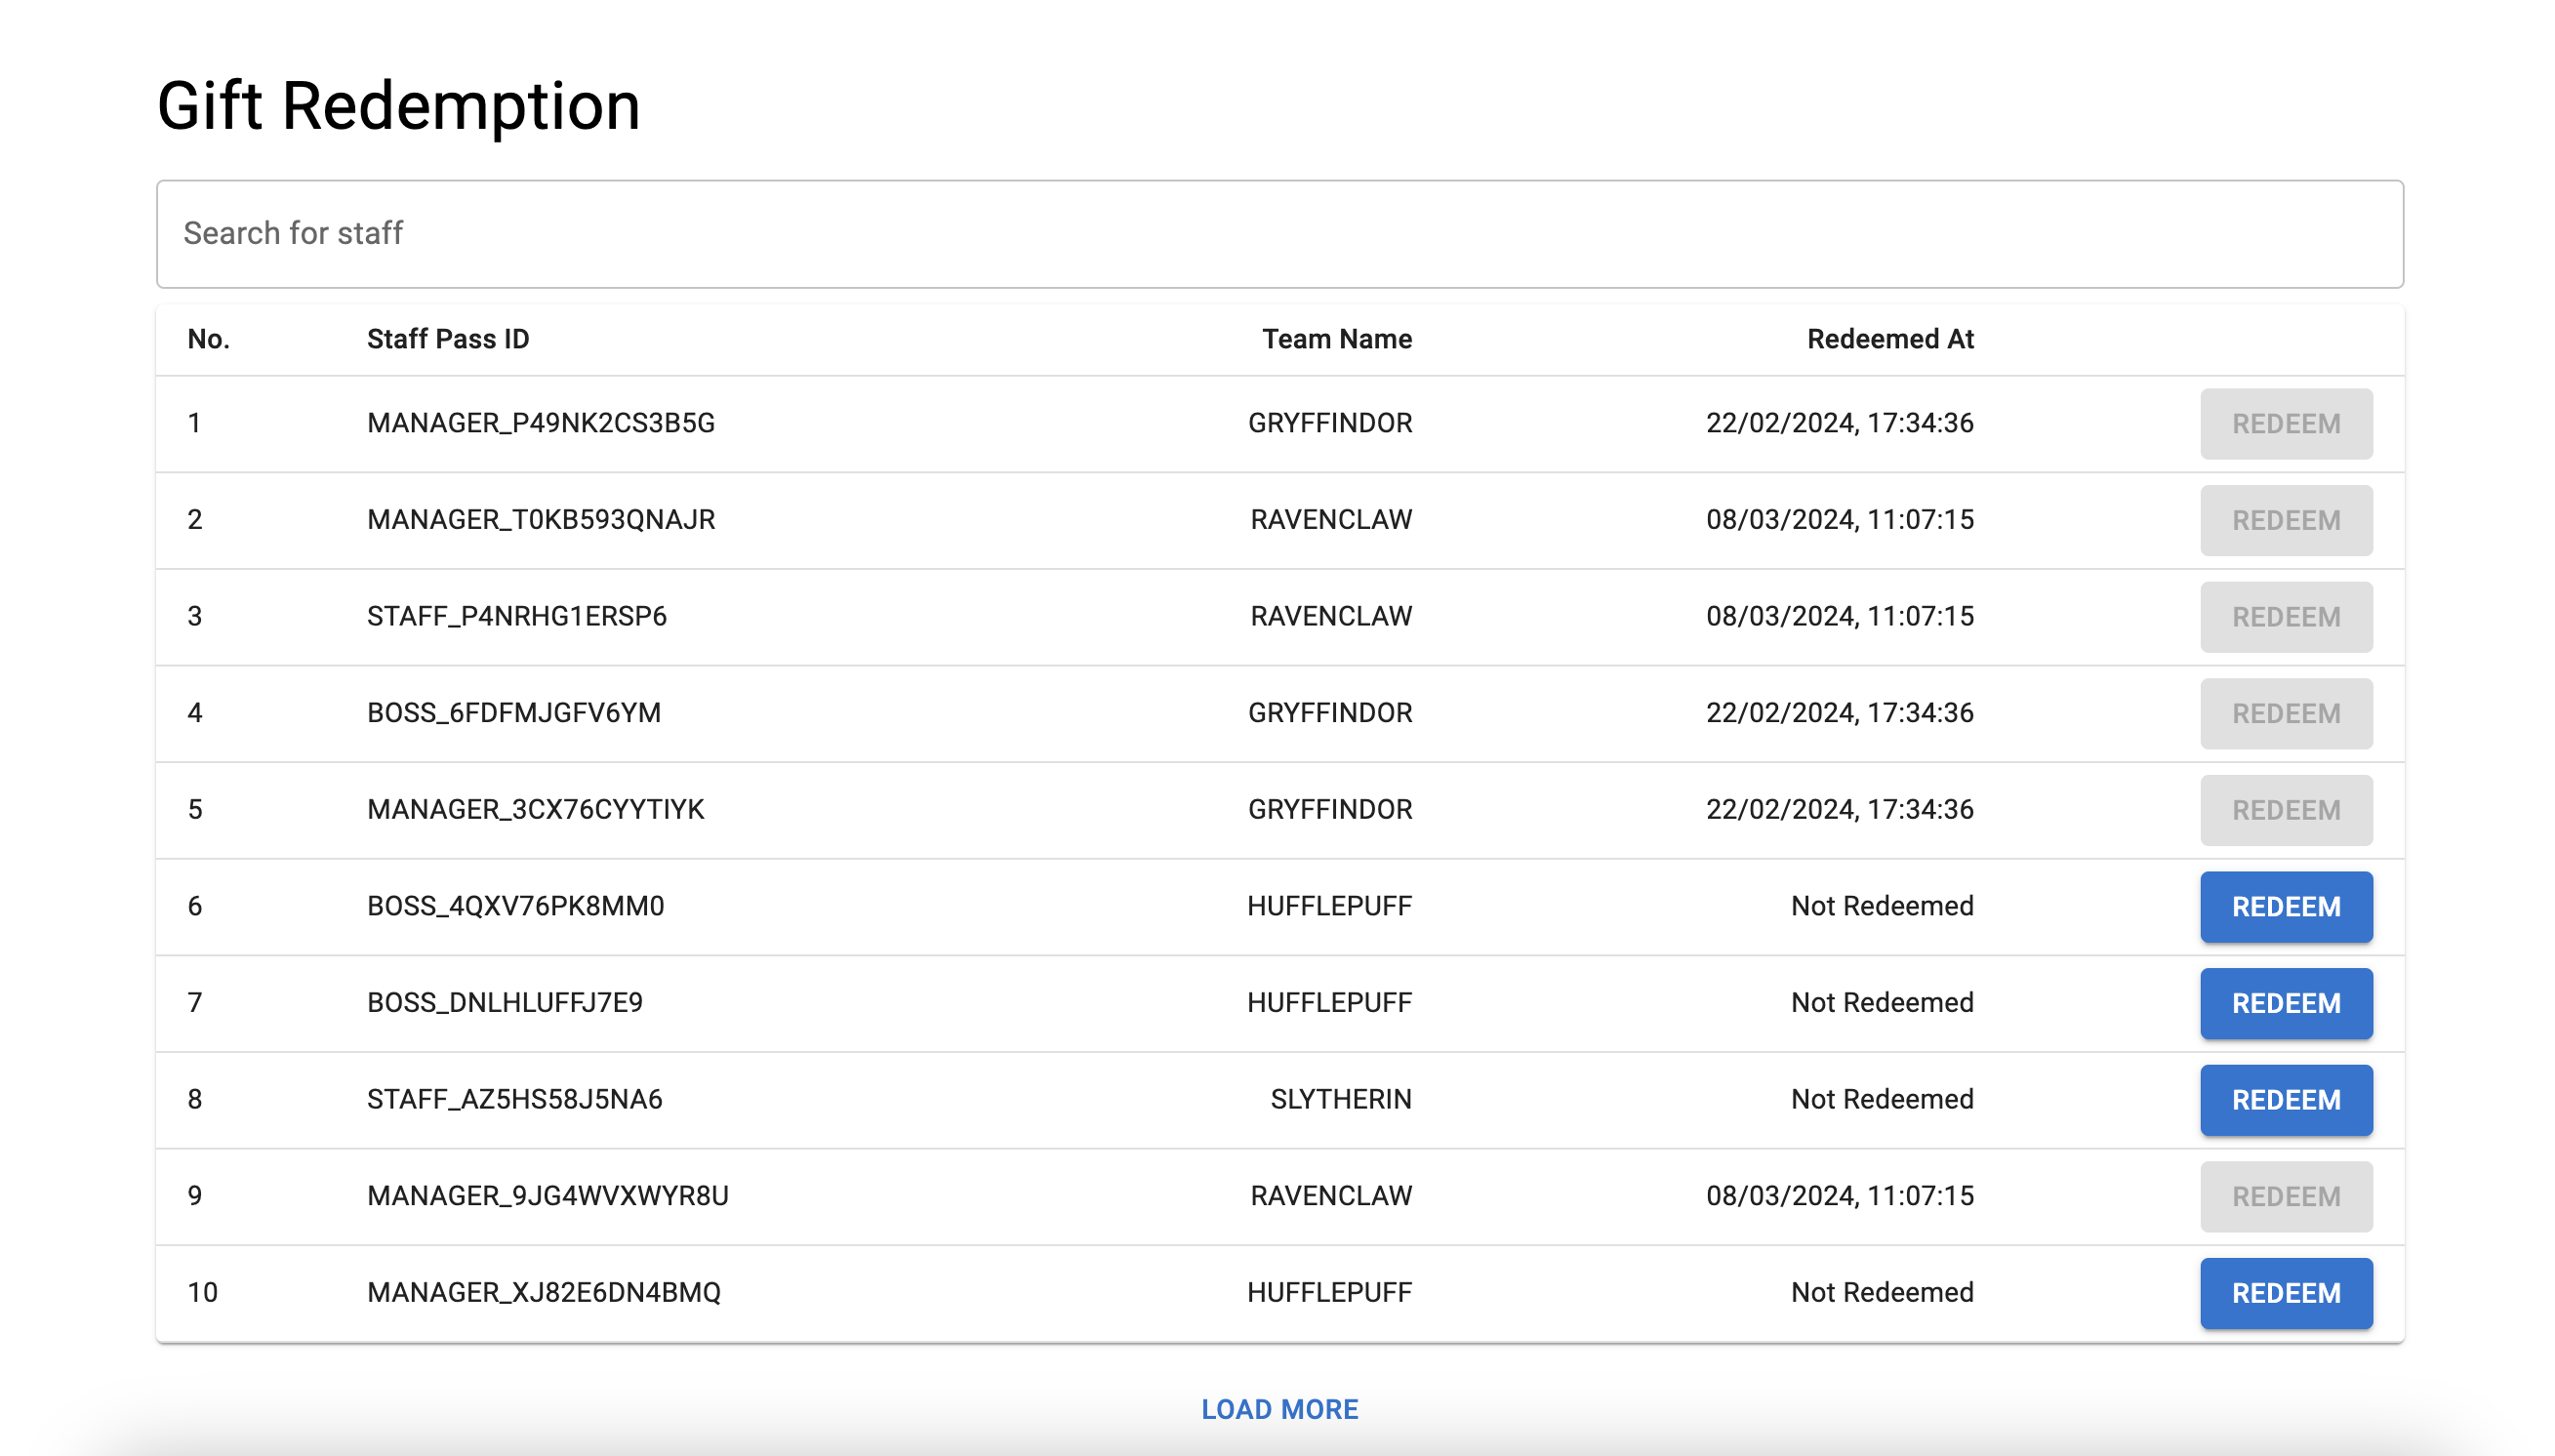 Gift Redemption
Search for staff
No. Staff Pass ID Team Name Redeemed At
1 MANAGER_P49NK2CS3B5G GRYFFINDOR 22/02/2024, 17:34:36 REDEEM
2 MANAGER_T0KB593QNAJR RAVENCLAW 08/03/2024, 11:07:15 REDEEM
3 STAFF_P4NRHG1ERSP6 RAVENCLAW 08/03/2024, 11:07:15 REDEEM
4 BOSS_6FDFMJGFV6YM GRYFFINDOR 22/02/2024, 17:34:36 REDEEM
5 MANAGER_3CX76CYYTIYK GRYFFINDOR 22/02/2024, 17:34:36 REDEEM
6 BOSS_4QXV76PK8MM0 HUFFLEPUFF Not Redeemed REDEEM
7 BOSS_DNLHLUFFJ7E9 HUFFLEPUFF Not Redeemed REDEEM
8 STAFF_AZ5HS58J5NA6 SLYTHERIN Not Redeemed REDEEM
9 MANAGER_9JG4WVXWYR8U RAVENCLAW 08/03/2024, 11:07:15 REDEEM
10 MANAGER_XJ82E6DN4BMQ HUFFLEPUFF Not Redeemed REDEEM
LOAD MORE